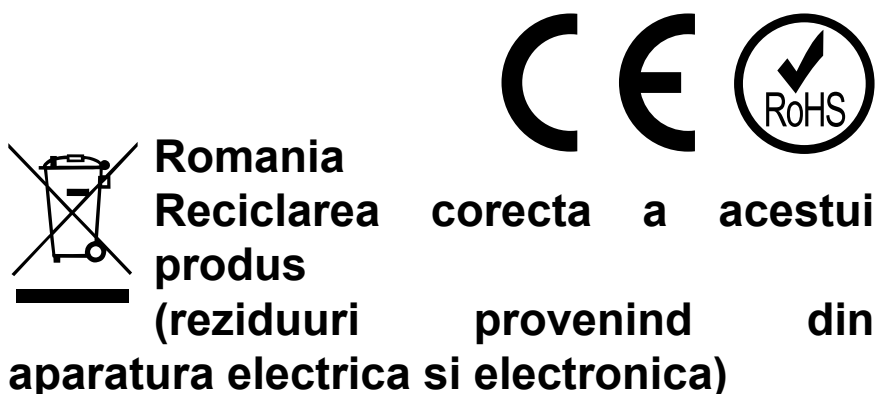 CE RoHS
Romania
Reciclarea corecta a acestui
produs
(reziduuri provenind din
aparatura electrica si electronica)